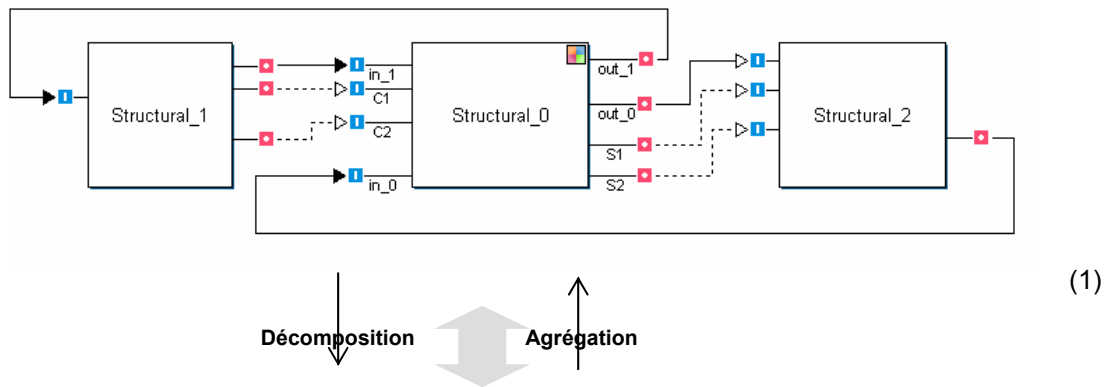 out_1
in_1
C1
Structural_1
Structural_0
out_0
Structural_2
C2
S1
in_0
S2
(1)
Décomposition
Agrégation